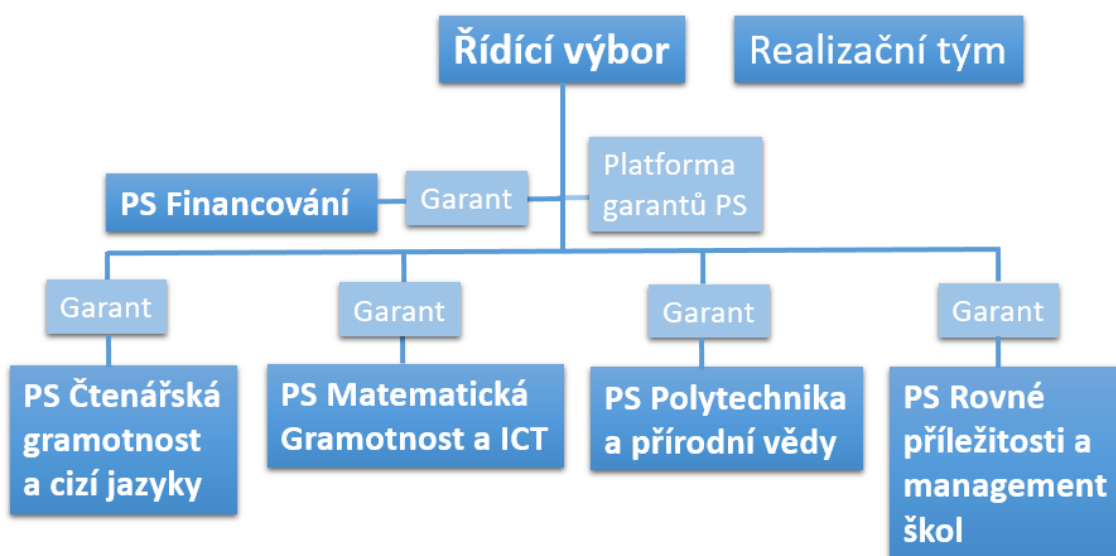 Řídící výbor
Realizační tým
PS Financování
Garant
Platforma
garantů PS
Garant
Garant
Garant
Garant
PS Čtenářská
gramotnost
a cizí jazyky
PS Matematická
Gramotnost a ICT
PS Polytechnika
a přírodní vědy
PS Rovné
příležitosti a
management
škol